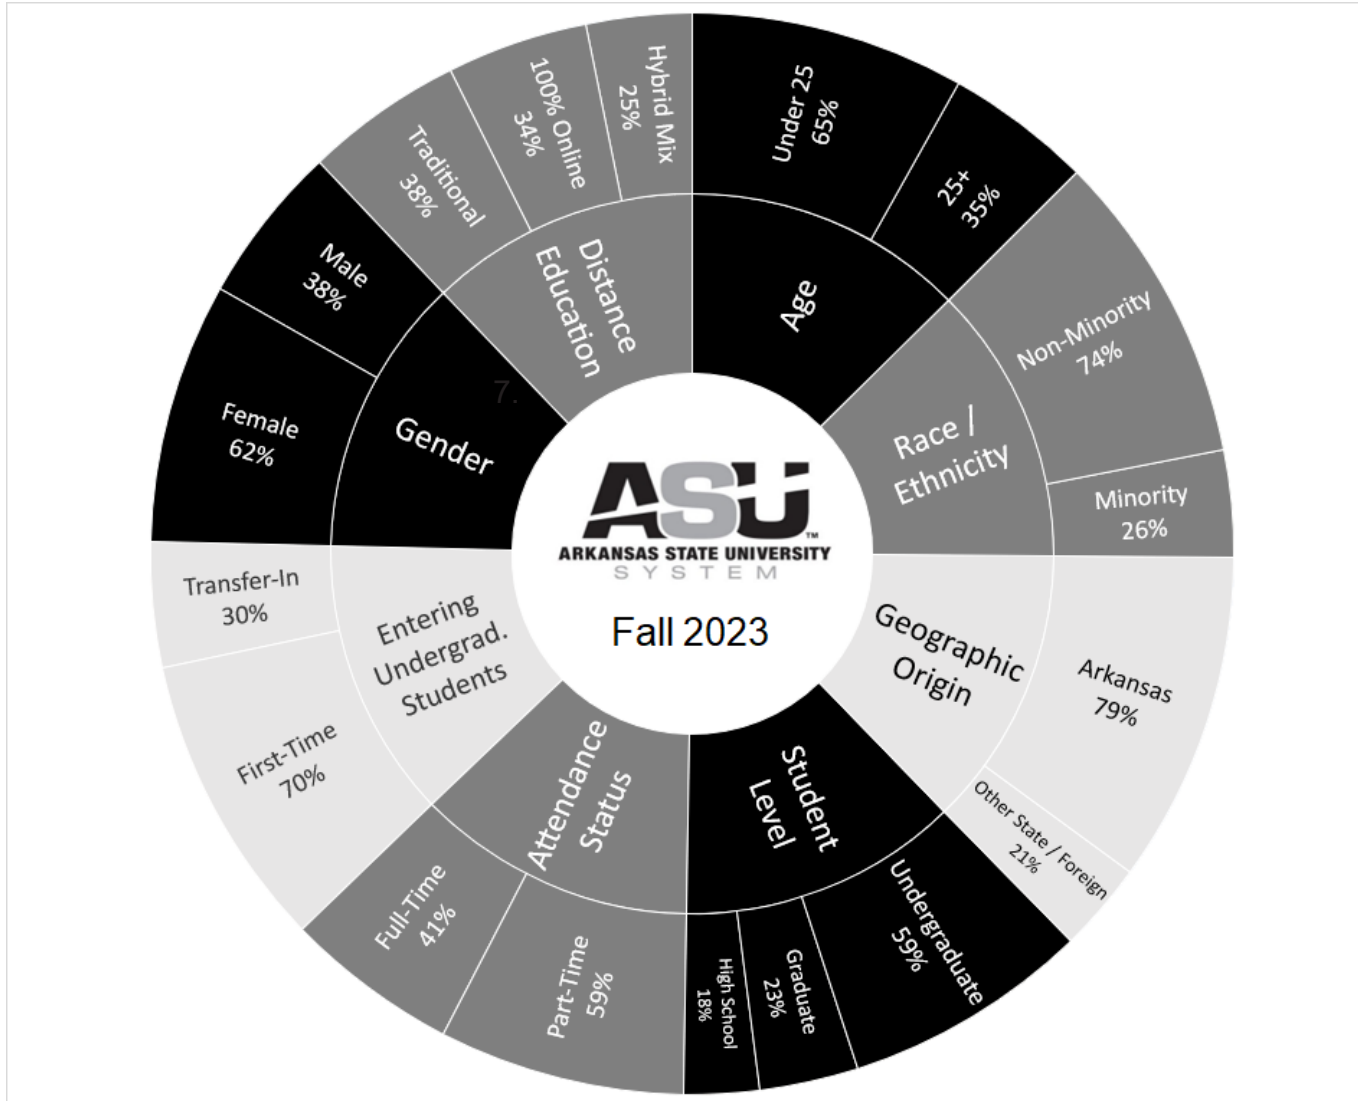 Under 25
65%
25+
35%
Age
Non-Minority
74%
Minority
26%
Race /
Ethnicity
Arkansas
79%
Other State / Foreign
21%
Geographic
Origin
Undergraduate
59%
Graduate
23%
High School
18%
Student
Level
Part-Time
59%
Full-Time
41%
Attendance
Status
First-Time
70%
Transfer-In
30%
Entering
Undergrad.
Students
Female
62%
Male
38%
Gender
7.
Traditional
38%
100% Online
34%
Hybrid Mix
25%
Distance
Education
ASU™
ARKANSAS STATE UNIVERSITY
SYSTEM
Fall 2023